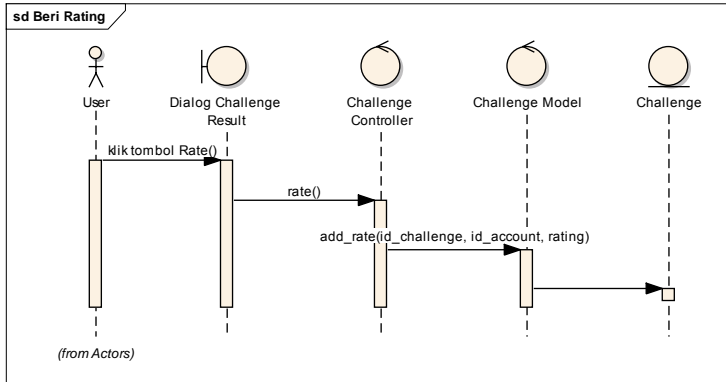 sd Beri Rating
User
Dialog Challenge
Result
Challenge
Controller
Challenge Model
Challenge
klik tombol Rate()
rate()
add_rate(id_challenge, id_account, rating)
(from Actors)